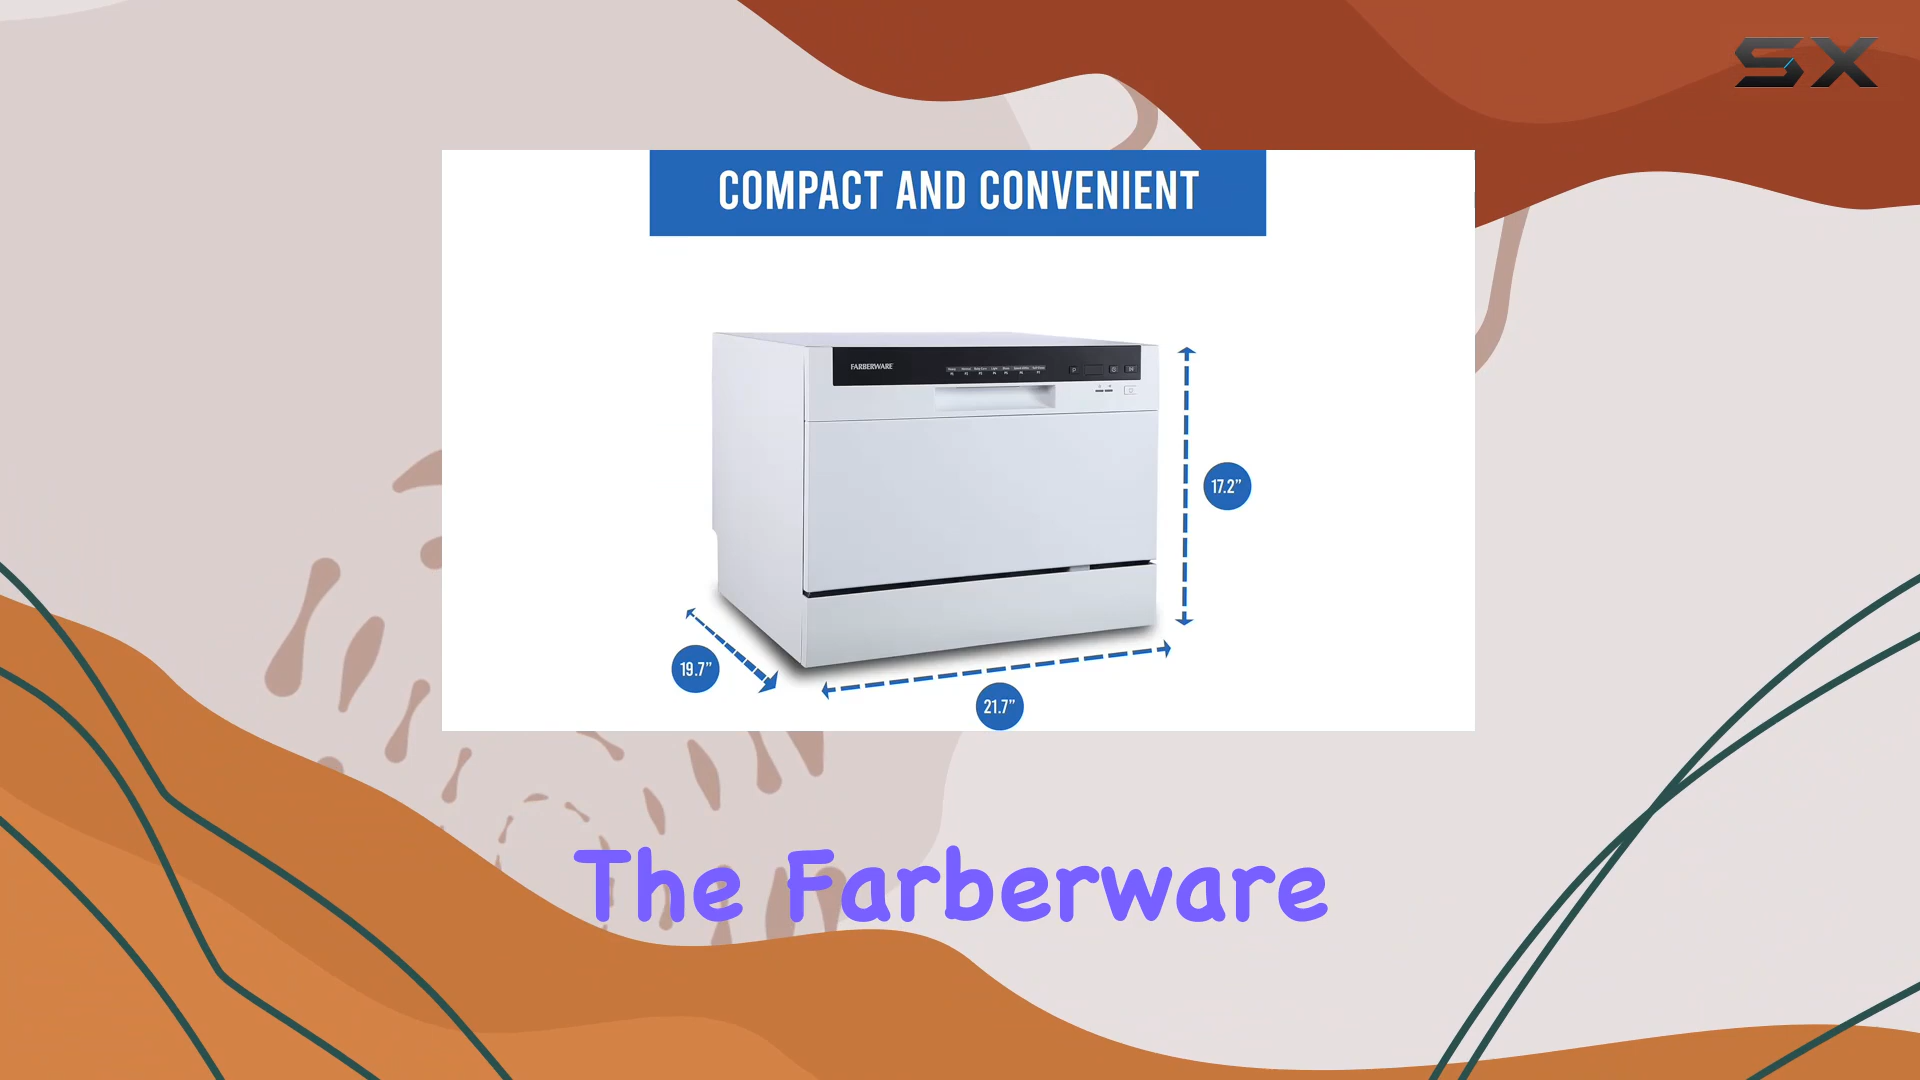 SX
COMPACT AND CONVENIENT
FARBERWARE
P
17.2”
19.7”
21.7”
The Farberware